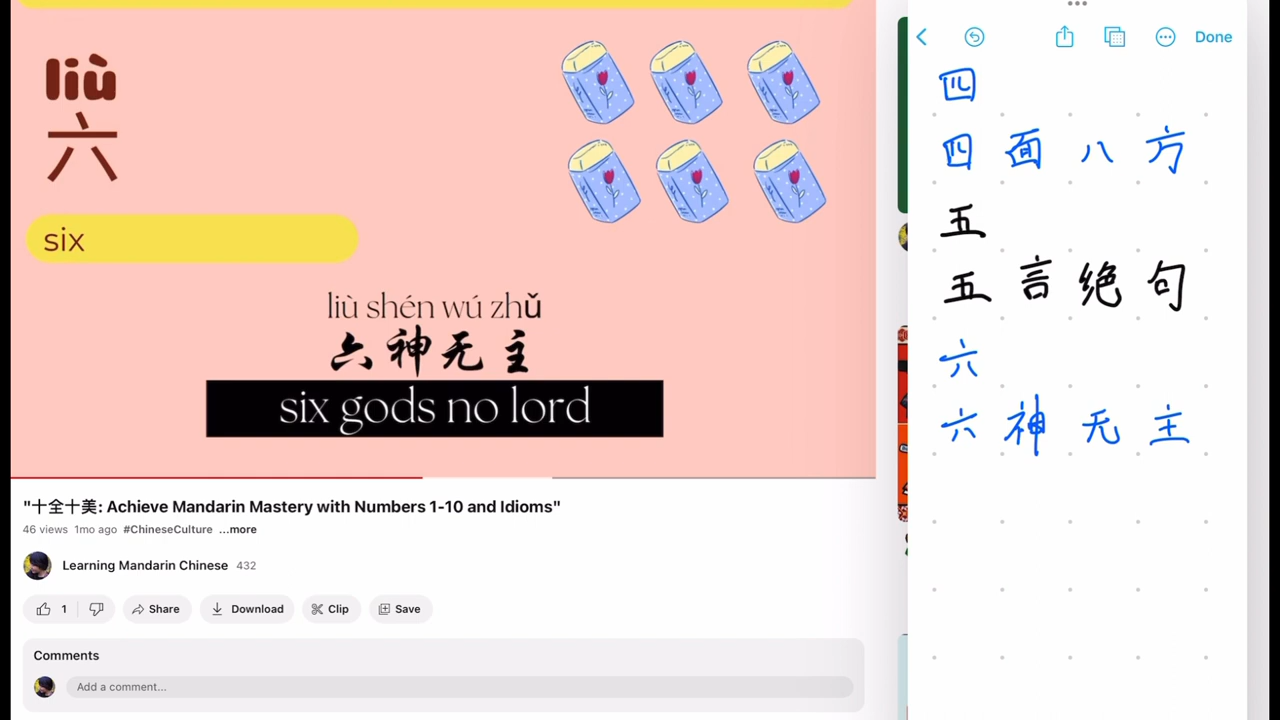 liù
六
six
liù shén wú zhǔ
六神无主
six gods no lord
"十全十美: Achieve Mandarin Mastery with Numbers 1-10 and Idioms"
46 views 1mo ago #ChineseCulture ...more
Learning Mandarin Chinese 432
1 Share Download Clip Save
Comments
Add a comment...
Done
四
四面八方
五
五言绝句
六
六神无主